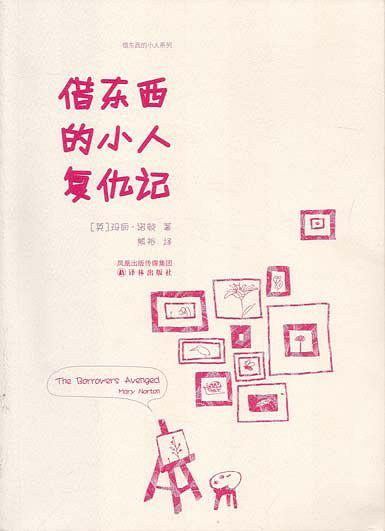 借东西的小人系列
借东西
的小人
复仇记
[英]玛丽·诺顿 著
熊裕 译
凤凰出版传媒集团
译林出版社
The Borrowers Avenged
Mary Norton